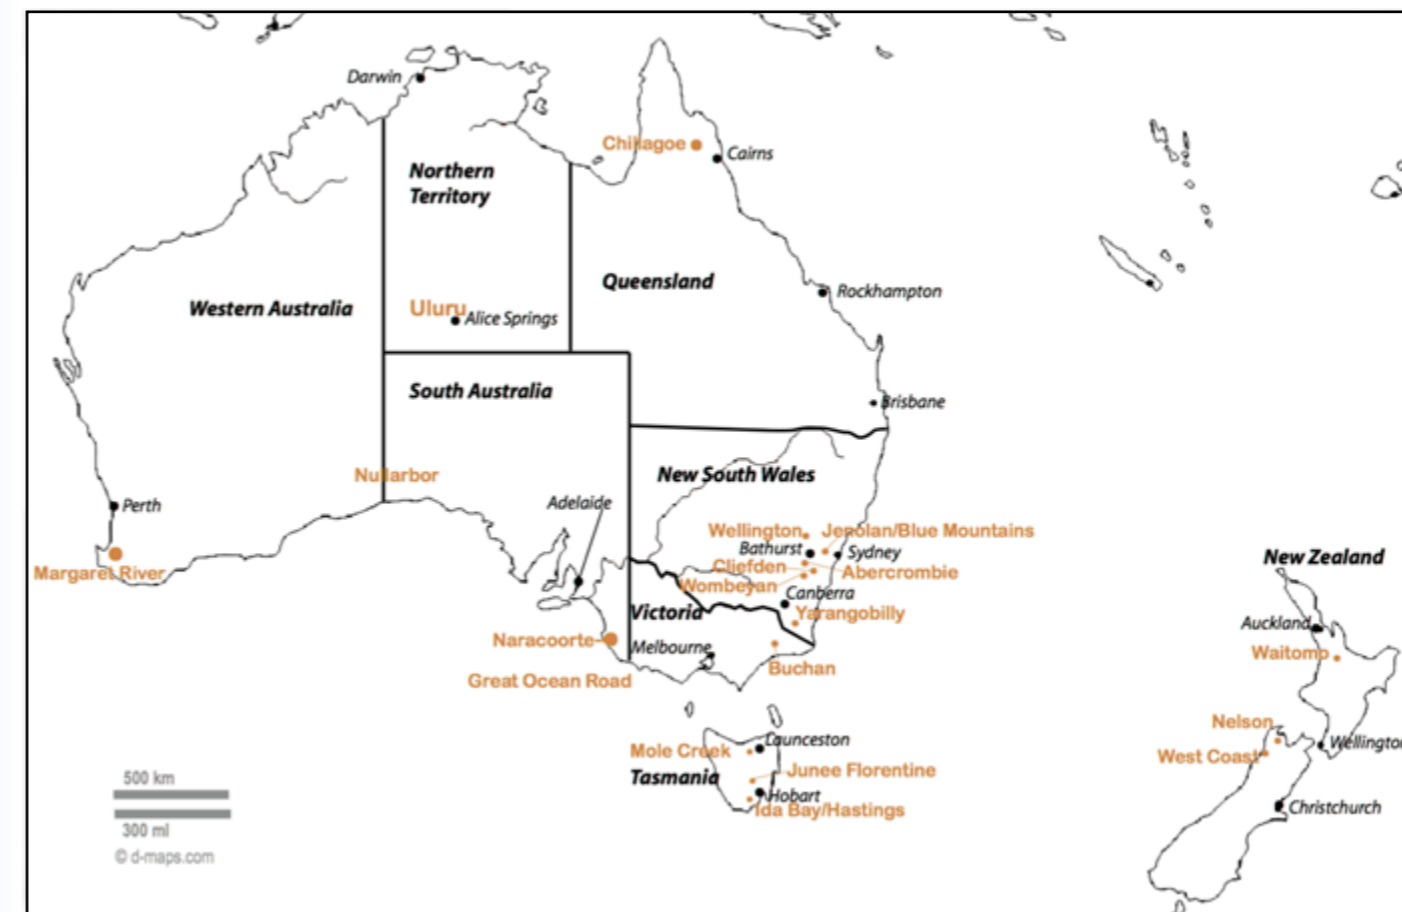 Darwin
Chillagoe
Cairns
Northern
Territory
Queensland
Rockhampton
Western Australia
Uluru
Alice Springs
South Australia
Brisbane
Nullarbor
New South Wales
Perth
Adelaide
Wellington
Jenolan/Blue Mountains
Bathurst
Sydney
Margaret River
Cliefden
Abercrombie
Wombeyan
Canberra
New Zealand
Victoria
Yarangobilly
Auckland
Naracoorte
Melbourne
Waitomo
Buchan
Great Ocean Road
Nelson
Launceston
Wellington
Mole Creek
West Coast
Tasmania
Junee Florentine
500 km
Hobart
Ida Bay/Hastings
Christchurch
300 ml
© d-maps.com